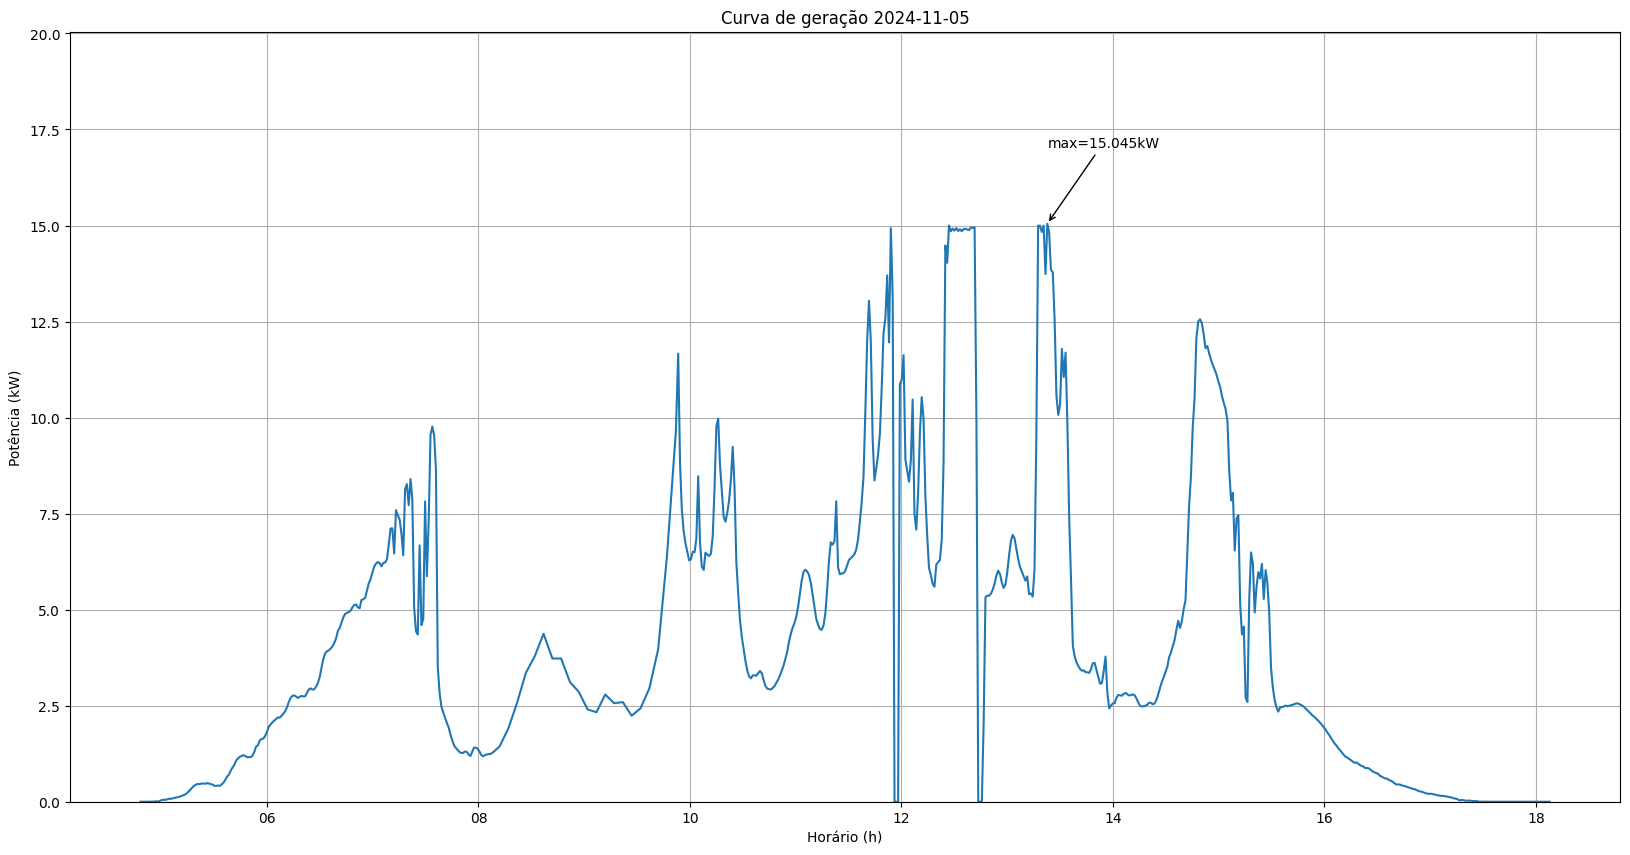 Curva de geração 2024-11-05
20.0
17.5
max=15.045kW
15.0
12.5
10.0
Potência (kW)
7.5
5.0
2.5
0.0
06 08 10 12 14 16 18
Horário (h)